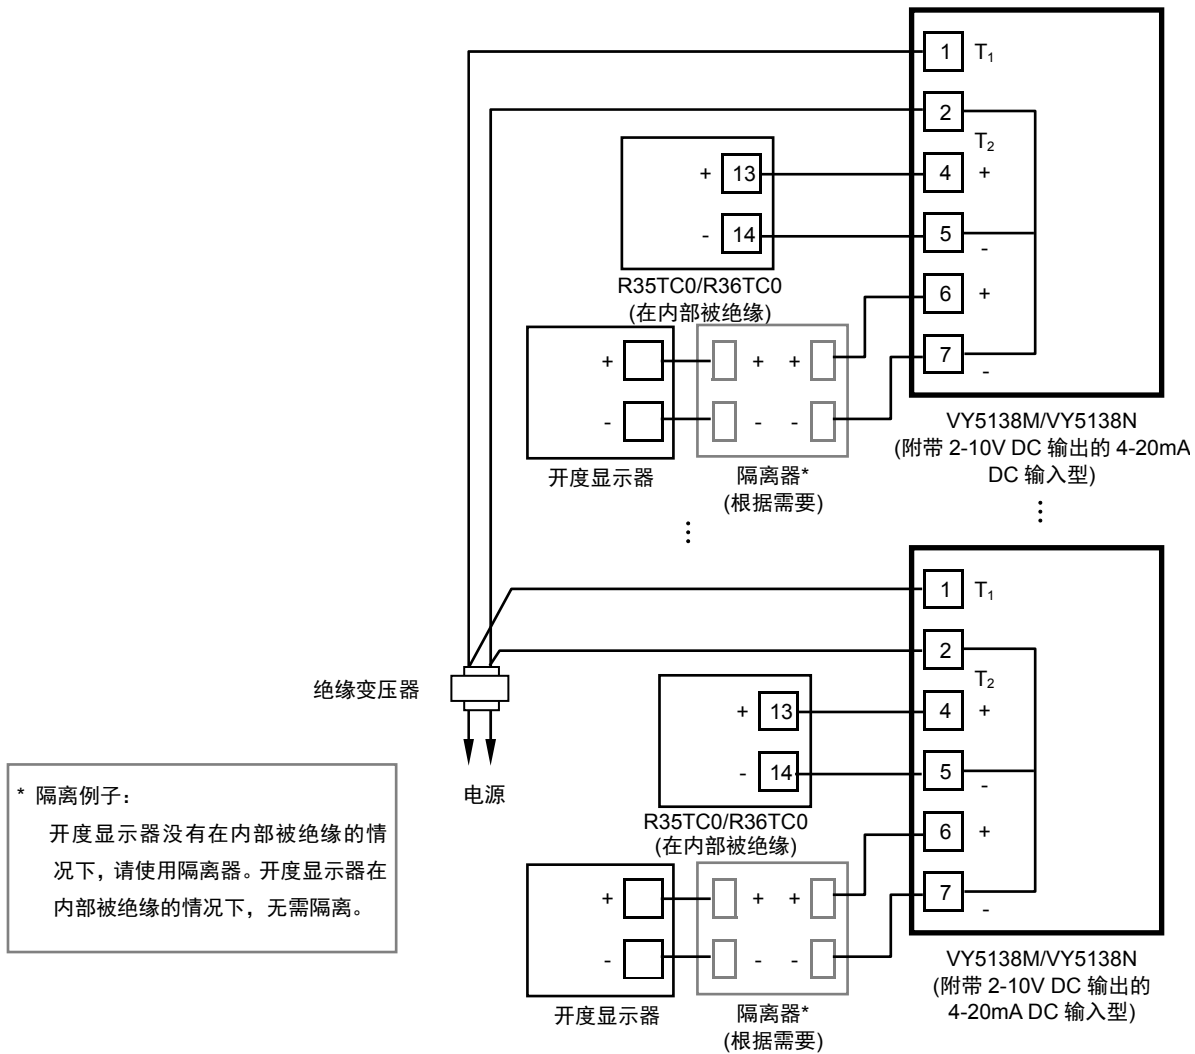 1 T₁
2
T₂
+ 13 4 +
- 14 5 -
R35TC0/R36TC0
(在内部被绝缘)
6 +
+ + + 7 -
- - -
开度显示器
隔离器*
(根据需要)
VY5138M/VY5138N
(附带 2-10V DC 输出的 4-20mA
DC 输入型)
⋮ ⋮
1 T₁
2
T₂
绝缘变压器
电源
+ 13 4 +
- 14 5 -
R35TC0/R36TC0
(在内部被绝缘)
6 +
+ + + 7 -
- - -
开度显示器
隔离器*
(根据需要)
VY5138M/VY5138N
(附带 2-10V DC 输出的
4-20mA DC 输入型)
* 隔离例子：
开度显示器没有在内部被绝缘的情
况下，请使用隔离器。开度显示器在
内部被绝缘的情况下，无需隔离。